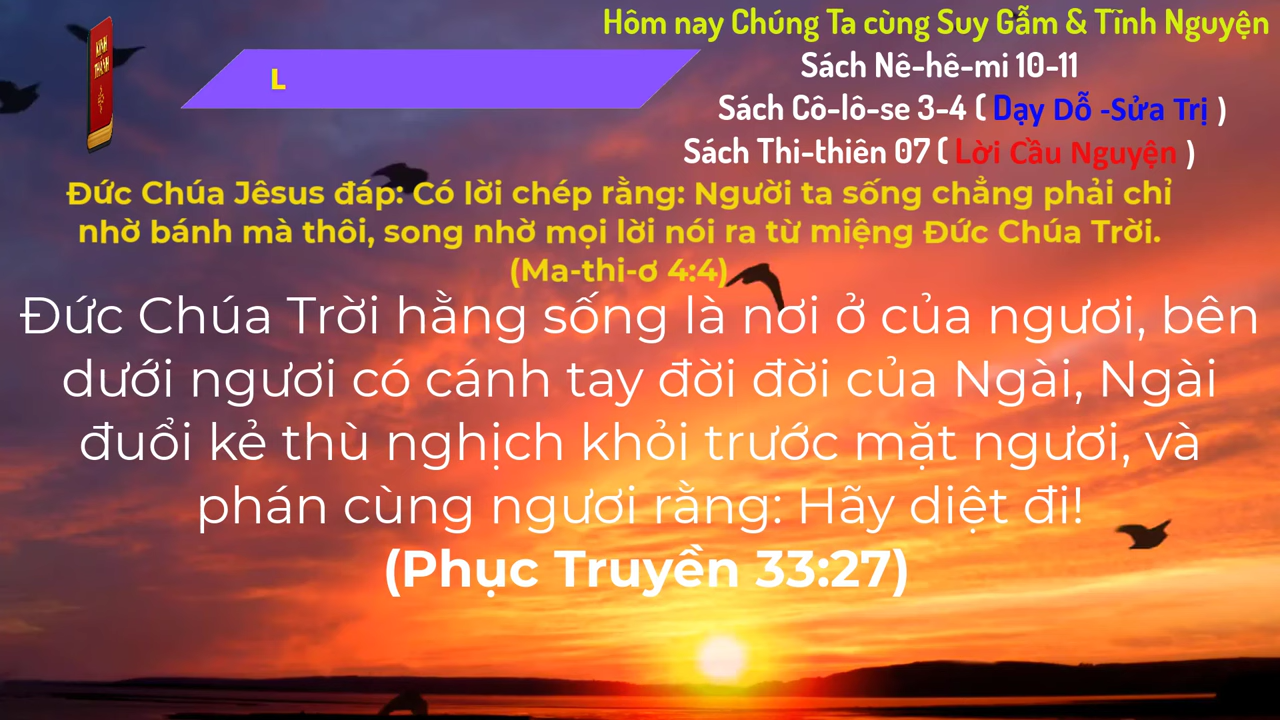 Hôm nay Chúng Ta cùng Suy Gẫm & Tĩnh Nguyện
Sách Nê-hê-mi 10-11
Sách Cô-lô-se 3-4 ( Dạy Dỗ -Sửa Trị )
Sách Thi-thiên 07 ( Lời Cầu Nguyện )
KINH
THÁNH
L
Đức Chúa Jêsus đáp: Có lời chép rằng: Người ta sống chẳng phải chỉ
nhờ bánh mà thôi, song nhờ mọi lời nói ra từ miệng Đức Chúa Trời.
(Ma-thi-ơ 4:4)
Đức Chúa Trời hằng sống là nơi ở của ngươi, bên
dưới ngươi có cánh tay đời đời của Ngài, Ngài
đuổi kẻ thù nghịch khỏi trước mặt ngươi, và
phán cùng ngươi rằng: Hãy diệt đi!
(Phục Truyền 33:27)